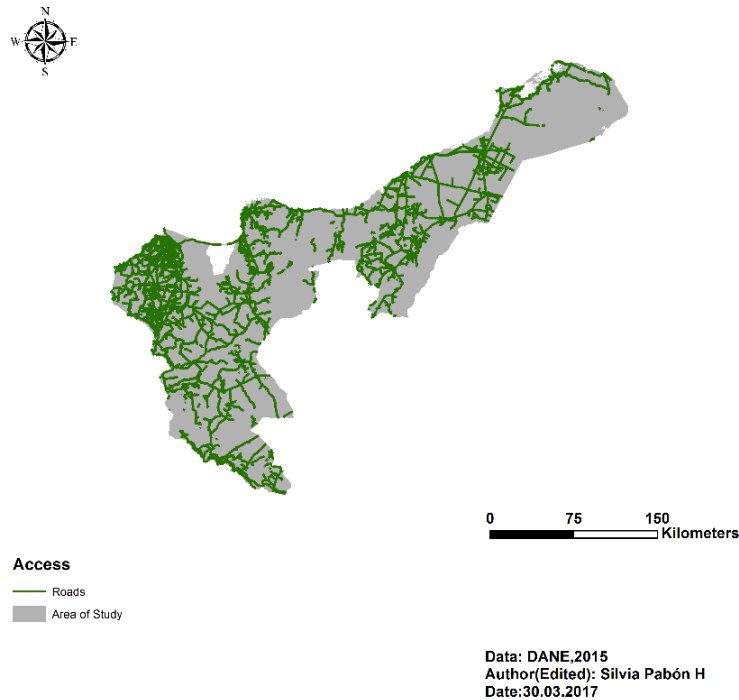 N
W E
S
0 75 150
Kilometers
Access
Roads
Area of Study
Data: DANE,2015
Author(Edited): Silvia Pabón H
Date:30.03.2017